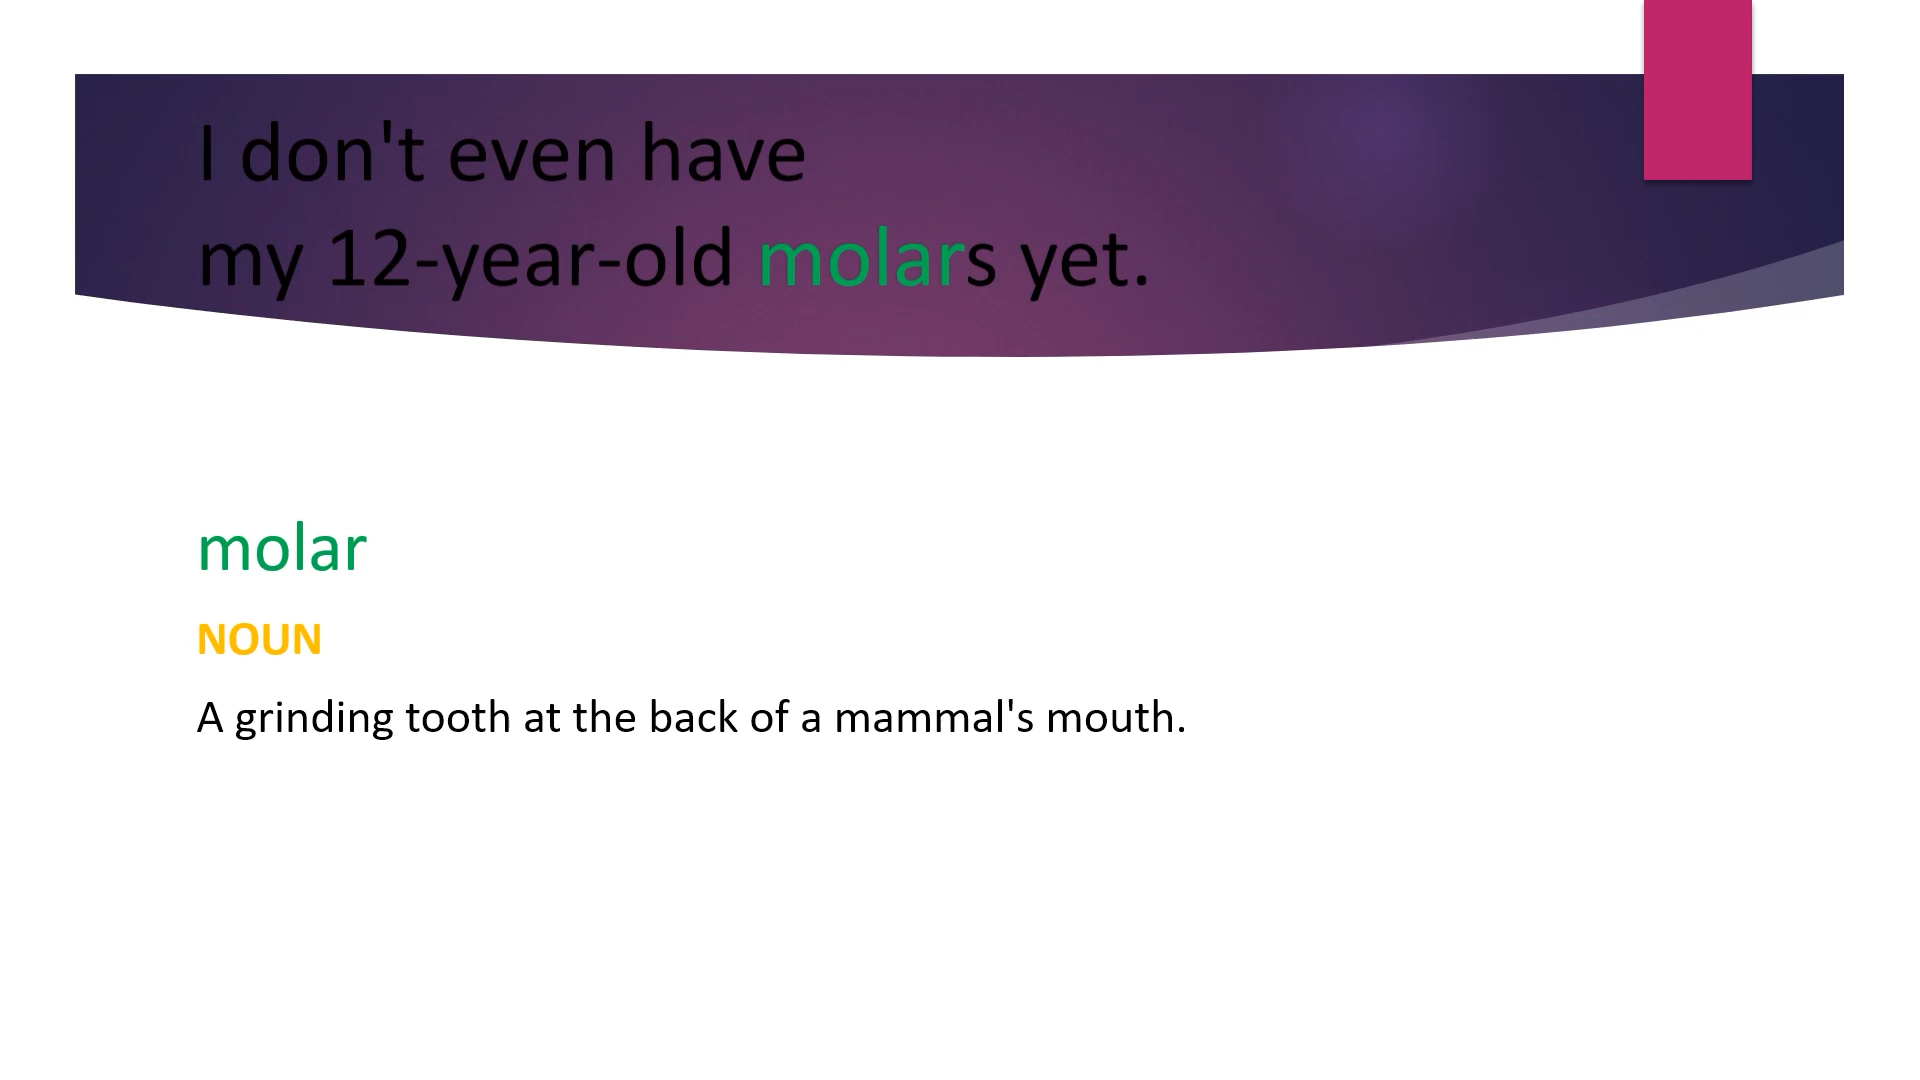 I don't even have
my 12-year-old molars yet.
molar
NOUN
A grinding tooth at the back of a mammal's mouth.